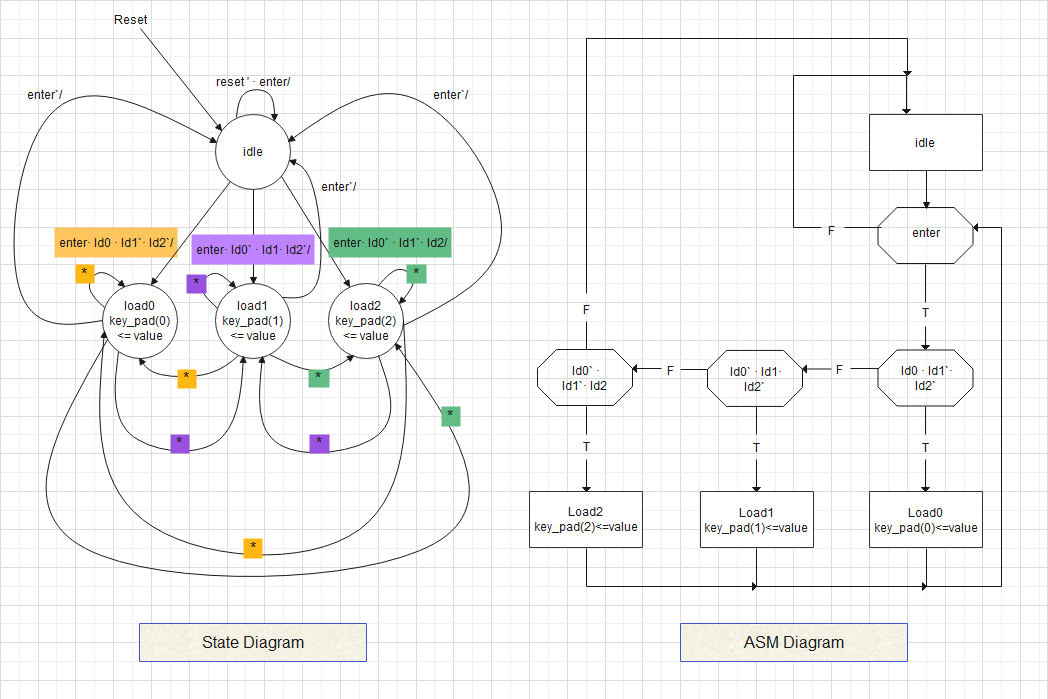 Reset
reset ' · enter/
enter`/
enter`/
idle
enter`/
enter· ld0 · ld1`· ld2`/
enter· ld0` · ld1· ld2`/
enter· ld0` · ld1`· ld2/
*
*
*
load0
key_pad(0)
<= value
load1
key_pad(1)
<= value
load2
key_pad(2)
<= value
*
*
*
*
*
*
State Diagram
idle
enter
F
T
F
ld0` ·
ld1`· ld2
F
ld0` · ld1·
ld2`
F
ld0 · ld1`·
ld2`
T
T
T
Load2
key_pad(2)<=value
Load1
key_pad(1)<=value
Load0
key_pad(0)<=value
ASM Diagram